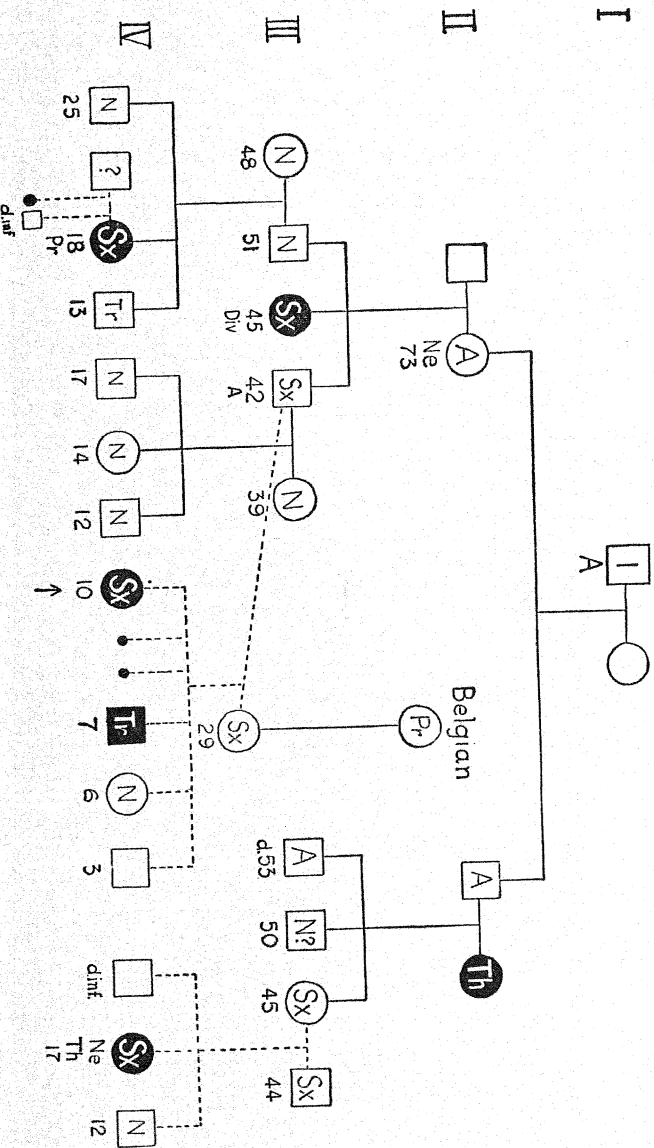 I
I
A
II
A A Th
Ne
73
Belgian
Pr
III
N N Sx Sx N Sx A N? Sx Sx
48 51 45 42 39 29 d.53 50 45 44
Div A
IV
N ? Sx Tr N N N Sx Tr N Sx N
25 18 13 17 14 12 10 7 6 3 d.inf. Ne 12
Pr Th
d.inf 17